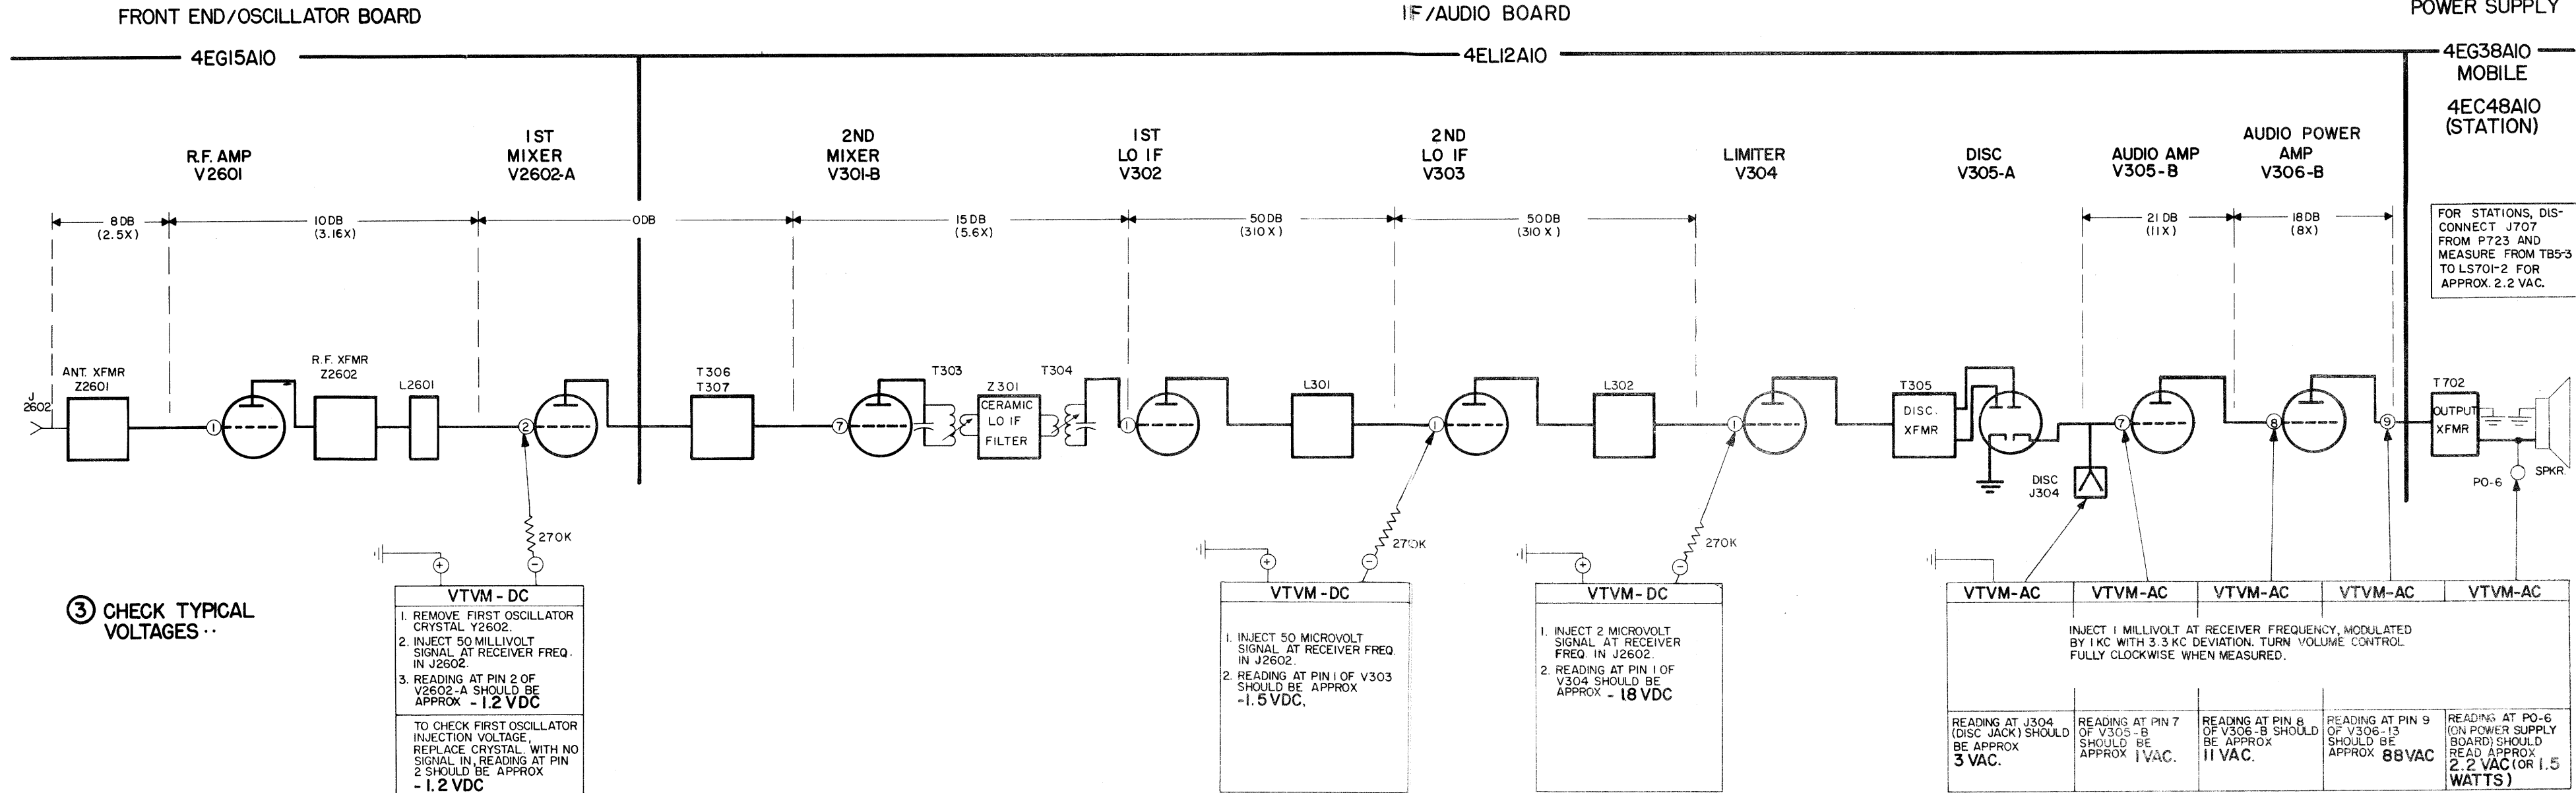 FRONT END/OSCILLATOR BOARD
IF/AUDIO BOARD
POWER SUPPLY
4EG15A10
4EL12A10
4EG38A10
MOBILE
4EC48A10
(STATION)
R.F. AMP
V2601
1ST
MIXER
V2602-A
2ND
MIXER
V301-B
1ST
LO IF
V302
2ND
LO IF
V303
LIMITER
V304
DISC
V305-A
AUDIO AMP
V305-B
AUDIO POWER
AMP
V306-B
8DB
(2.5X)
10DB
(3.16X)
0DB
15DB
(5.6X)
50DB
(310X)
50DB
(310X)
21 DB
(11X)
18DB
(8X)
FOR STATIONS, DIS-
CONNECT J707
FROM P723 AND
MEASURE FROM TB5-3
TO LS701-2 FOR
APPROX. 2.2 VAC.
J
2602
ANT. XFMR
Z2601
1
R.F. XFMR
Z2602
L2601
2
T306
T307
7
T303
Z301
CERAMIC
LO IF
FILTER
T304
1
L301
1
L302
1
T305
DISC.
XFMR
DISC
J304
7
8
9
T702
OUTPUT
XFMR
PO-6
SPKR.
270K
270K
270K
③ CHECK TYPICAL
VOLTAGES..
+
-
VTVM - DC
1. REMOVE FIRST OSCILLATOR
CRYSTAL Y2602.
2. INJECT 50 MILLIVOLT
SIGNAL AT RECEIVER FREQ.
IN J2602.
3. READING AT PIN 2 OF
V2602-A SHOULD BE
APPROX - 1.2 VDC
TO CHECK FIRST OSCILLATOR
INJECTION VOLTAGE,
REPLACE CRYSTAL. WITH NO
SIGNAL IN, READING AT PIN
2 SHOULD BE APPROX
- 1.2 VDC
+
-
VTVM - DC
1. INJECT 50 MICROVOLT
SIGNAL AT RECEIVER FREQ.
IN J2602.
2. READING AT PIN 1 OF V303
SHOULD BE APPROX
-1.5 VDC,
+
-
VTVM - DC
1. INJECT 2 MICROVOLT
SIGNAL AT RECEIVER
FREQ. IN J2602.
2. READING AT PIN 1 OF
V304 SHOULD BE
APPROX - 18 VDC
VTVM-AC
VTVM-AC
VTVM-AC
VTVM-AC
VTVM-AC
INJECT 1 MILLIVOLT AT RECEIVER FREQUENCY, MODULATED
BY 1 KC WITH 3.3 KC DEVIATION. TURN VOLUME CONTROL
FULLY CLOCKWISE WHEN MEASURED.
READING AT J304
(DISC JACK) SHOULD
BE APPROX
3 VAC.
READING AT PIN 7
OF V305-B
SHOULD BE
APPROX 1 VAC.
READING AT PIN 8
OF V306-B SHOULD
BE APPROX
11 VAC.
READING AT PIN 9
OF V306-13
SHOULD BE
APPROX 88VAC
READING AT PO-6
(ON POWER SUPPLY
BOARD) SHOULD
READ APPROX
2.2 VAC (OR 1.5
WATTS)